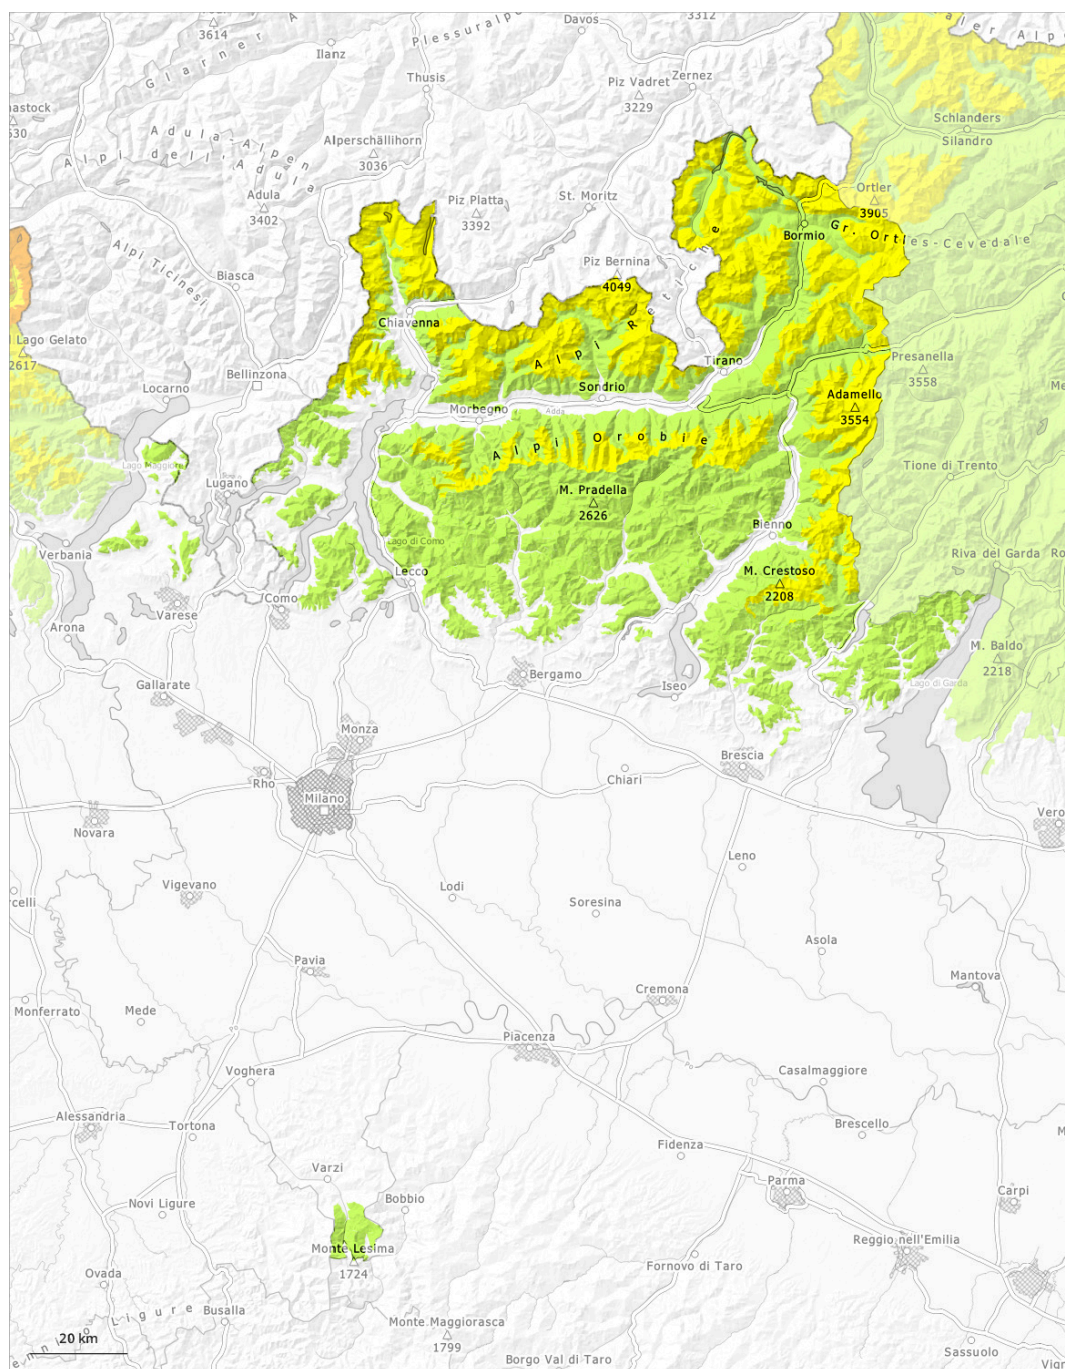 3614
Glarner
Ilanz
Plessuralpe
Davos
3312
Thusis
Piz Vadret
3229
Zernez
Schlanders
Silandro
Adula-Alpen
Alpi dell'Adula
Alperschällihorn
3036
Adula
3402
Piz Platta
3392
St. Moritz
Ortler
3905
Bormio
Gr. Ortles-Cevedale
Alpi Ticinesi
Biasca
Piz Bernina
4049
Chiavenna
Lago Gelato
2617
Alpi Retiche
Tirano
Presanella
3558
Bellinzona
Locarno
Sondrio
Morbegno
Adda
Adamello
3554
Alpi Orobie
Lago Maggiore
Lugano
M. Pradella
2626
Tione di Trento
Bienno
Verbania
Lago di Como
Lecco
M. Crestoso
2208
Riva del Garda
Ro
Como
Varese
Arona
M. Baldo
2218
Bergamo
Iseo
Lago di Garda
Gallarate
Monza
Brescia
Rho
Chiari
Milano
Novara
Vero
Leno
Vigevano
Lodi
Soresina
rcelli
Asola
Pavia
Cremona
Mantova
Monferrato
Mede
Piacenza
Po
Po
Voghera
Casalmaggiore
Alessandria
Tortona
Brescello
Fidenza
Varzi
Parma
Carpi
Novi Ligure
Bobbio
Monte Lesima
1724
Reggio nell'Emilia
Fornovo di Taro
Ovada
Ligure
Busalla
Monte Maggiorasca
1799
20 km
Sassuolo
Borgo Val di Taro